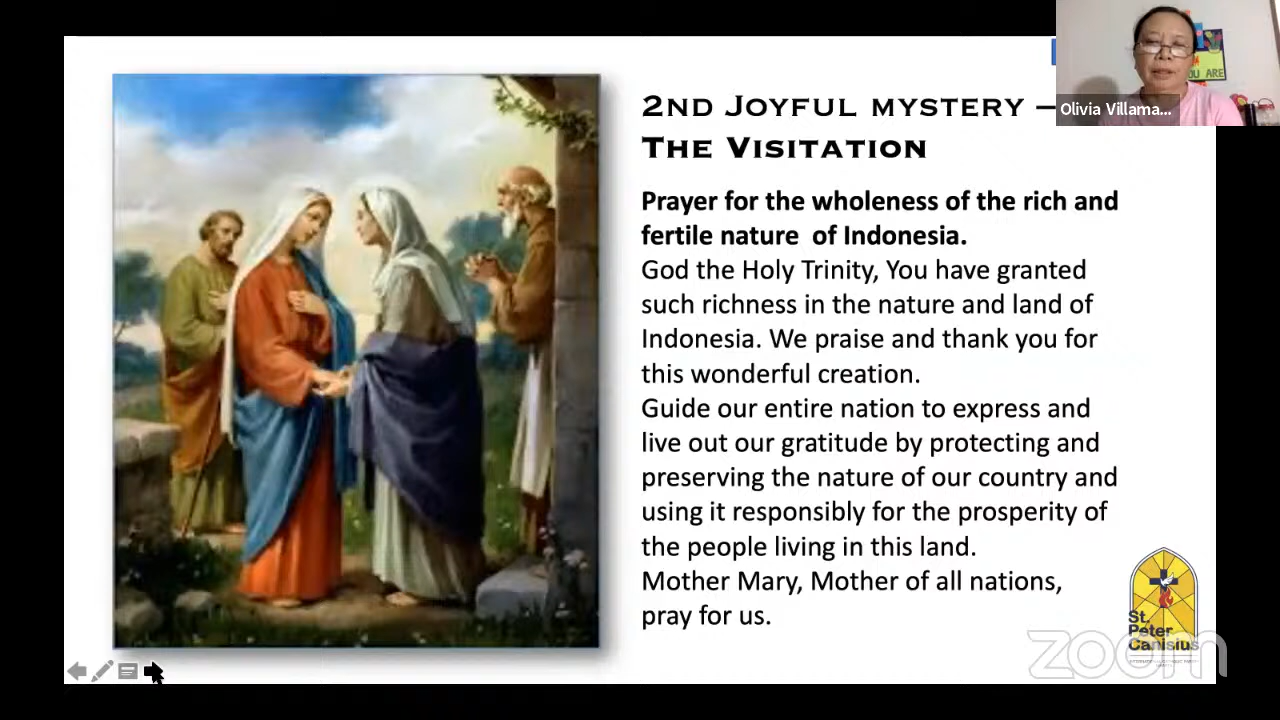 2ND JOYFUL MYSTERY –
THE VISITATION
Prayer for the wholeness of the rich and
fertile nature of Indonesia.
God the Holy Trinity, You have granted
such richness in the nature and land of
Indonesia. We praise and thank you for
this wonderful creation.
Guide our entire nation to express and
live out our gratitude by protecting and
preserving the nature of our country and
using it responsibly for the prosperity of
the people living in this land.
Mother Mary, Mother of all nations,
pray for us.
OU ARE
Olivia Villama...
St.
Peter
Canisius
zoom